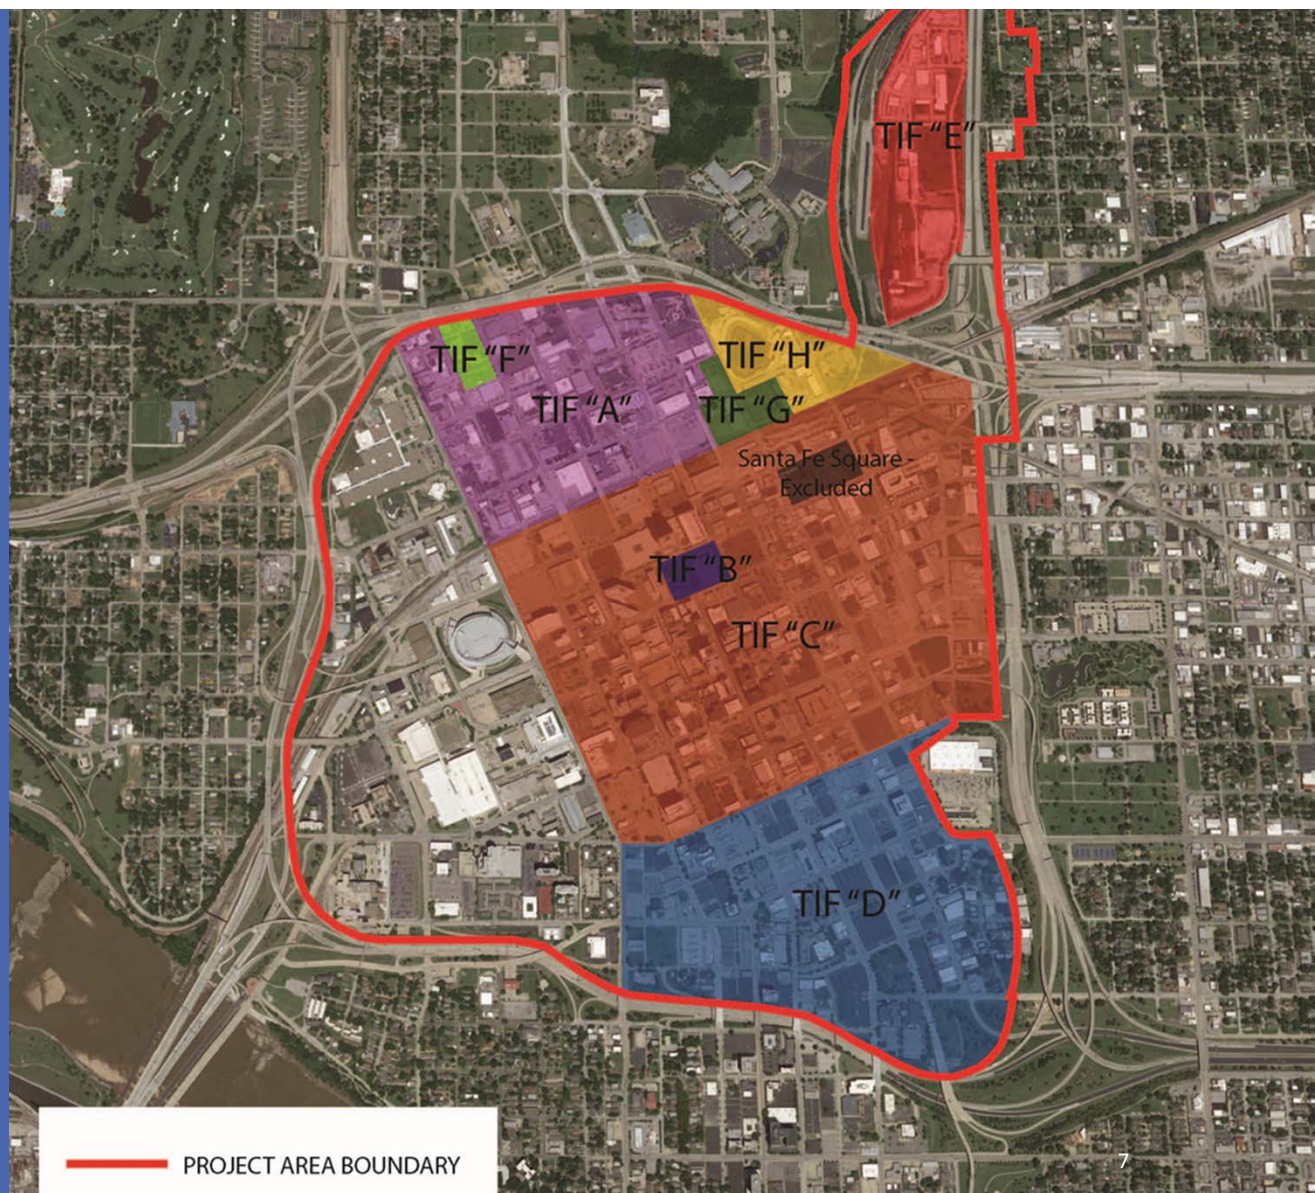 TIF “E”
TIF “F”
TIF “H”
TIF “A”
TIF “G”
Santa Fe Square -
Excluded
TIF “B”
TIF “C”
TIF “D”
PROJECT AREA BOUNDARY
7